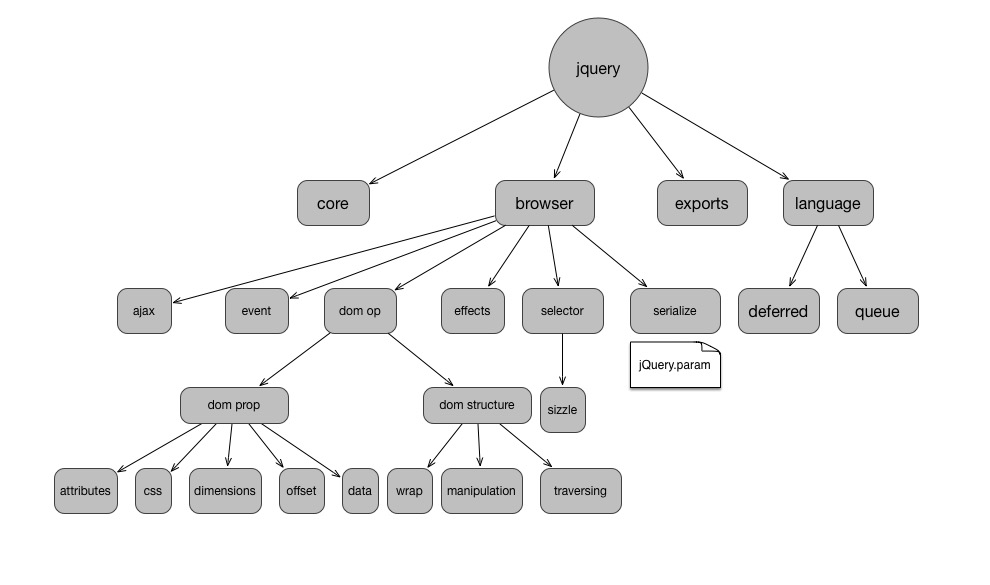 jquery
core
browser
exports
language
ajax
event
dom op
effects
selector
serialize
deferred
queue
jQuery.param
dom prop
dom structure
sizzle
attributes
css
dimensions
offset
data
wrap
manipulation
traversing